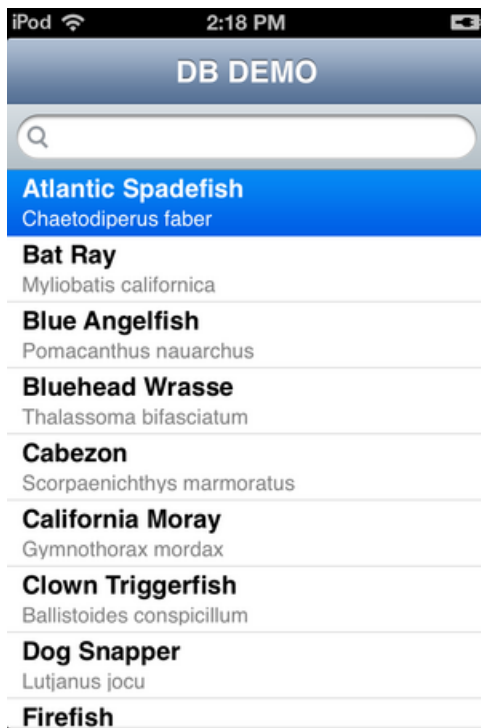 iPod 2:18 PM
DB DEMO
Atlantic Spadefish
Chaetodiperus faber
Bat Ray
Myliobatis californica
Blue Angelfish
Pomacanthus nauarchus
Bluehead Wrasse
Thalassoma bifasciatum
Cabezon
Scorpaenichthys marmoratus
California Moray
Gymnothorax mordax
Clown Triggerfish
Ballistoides conspicillum
Dog Snapper
Lutjanus jocu
Firefish